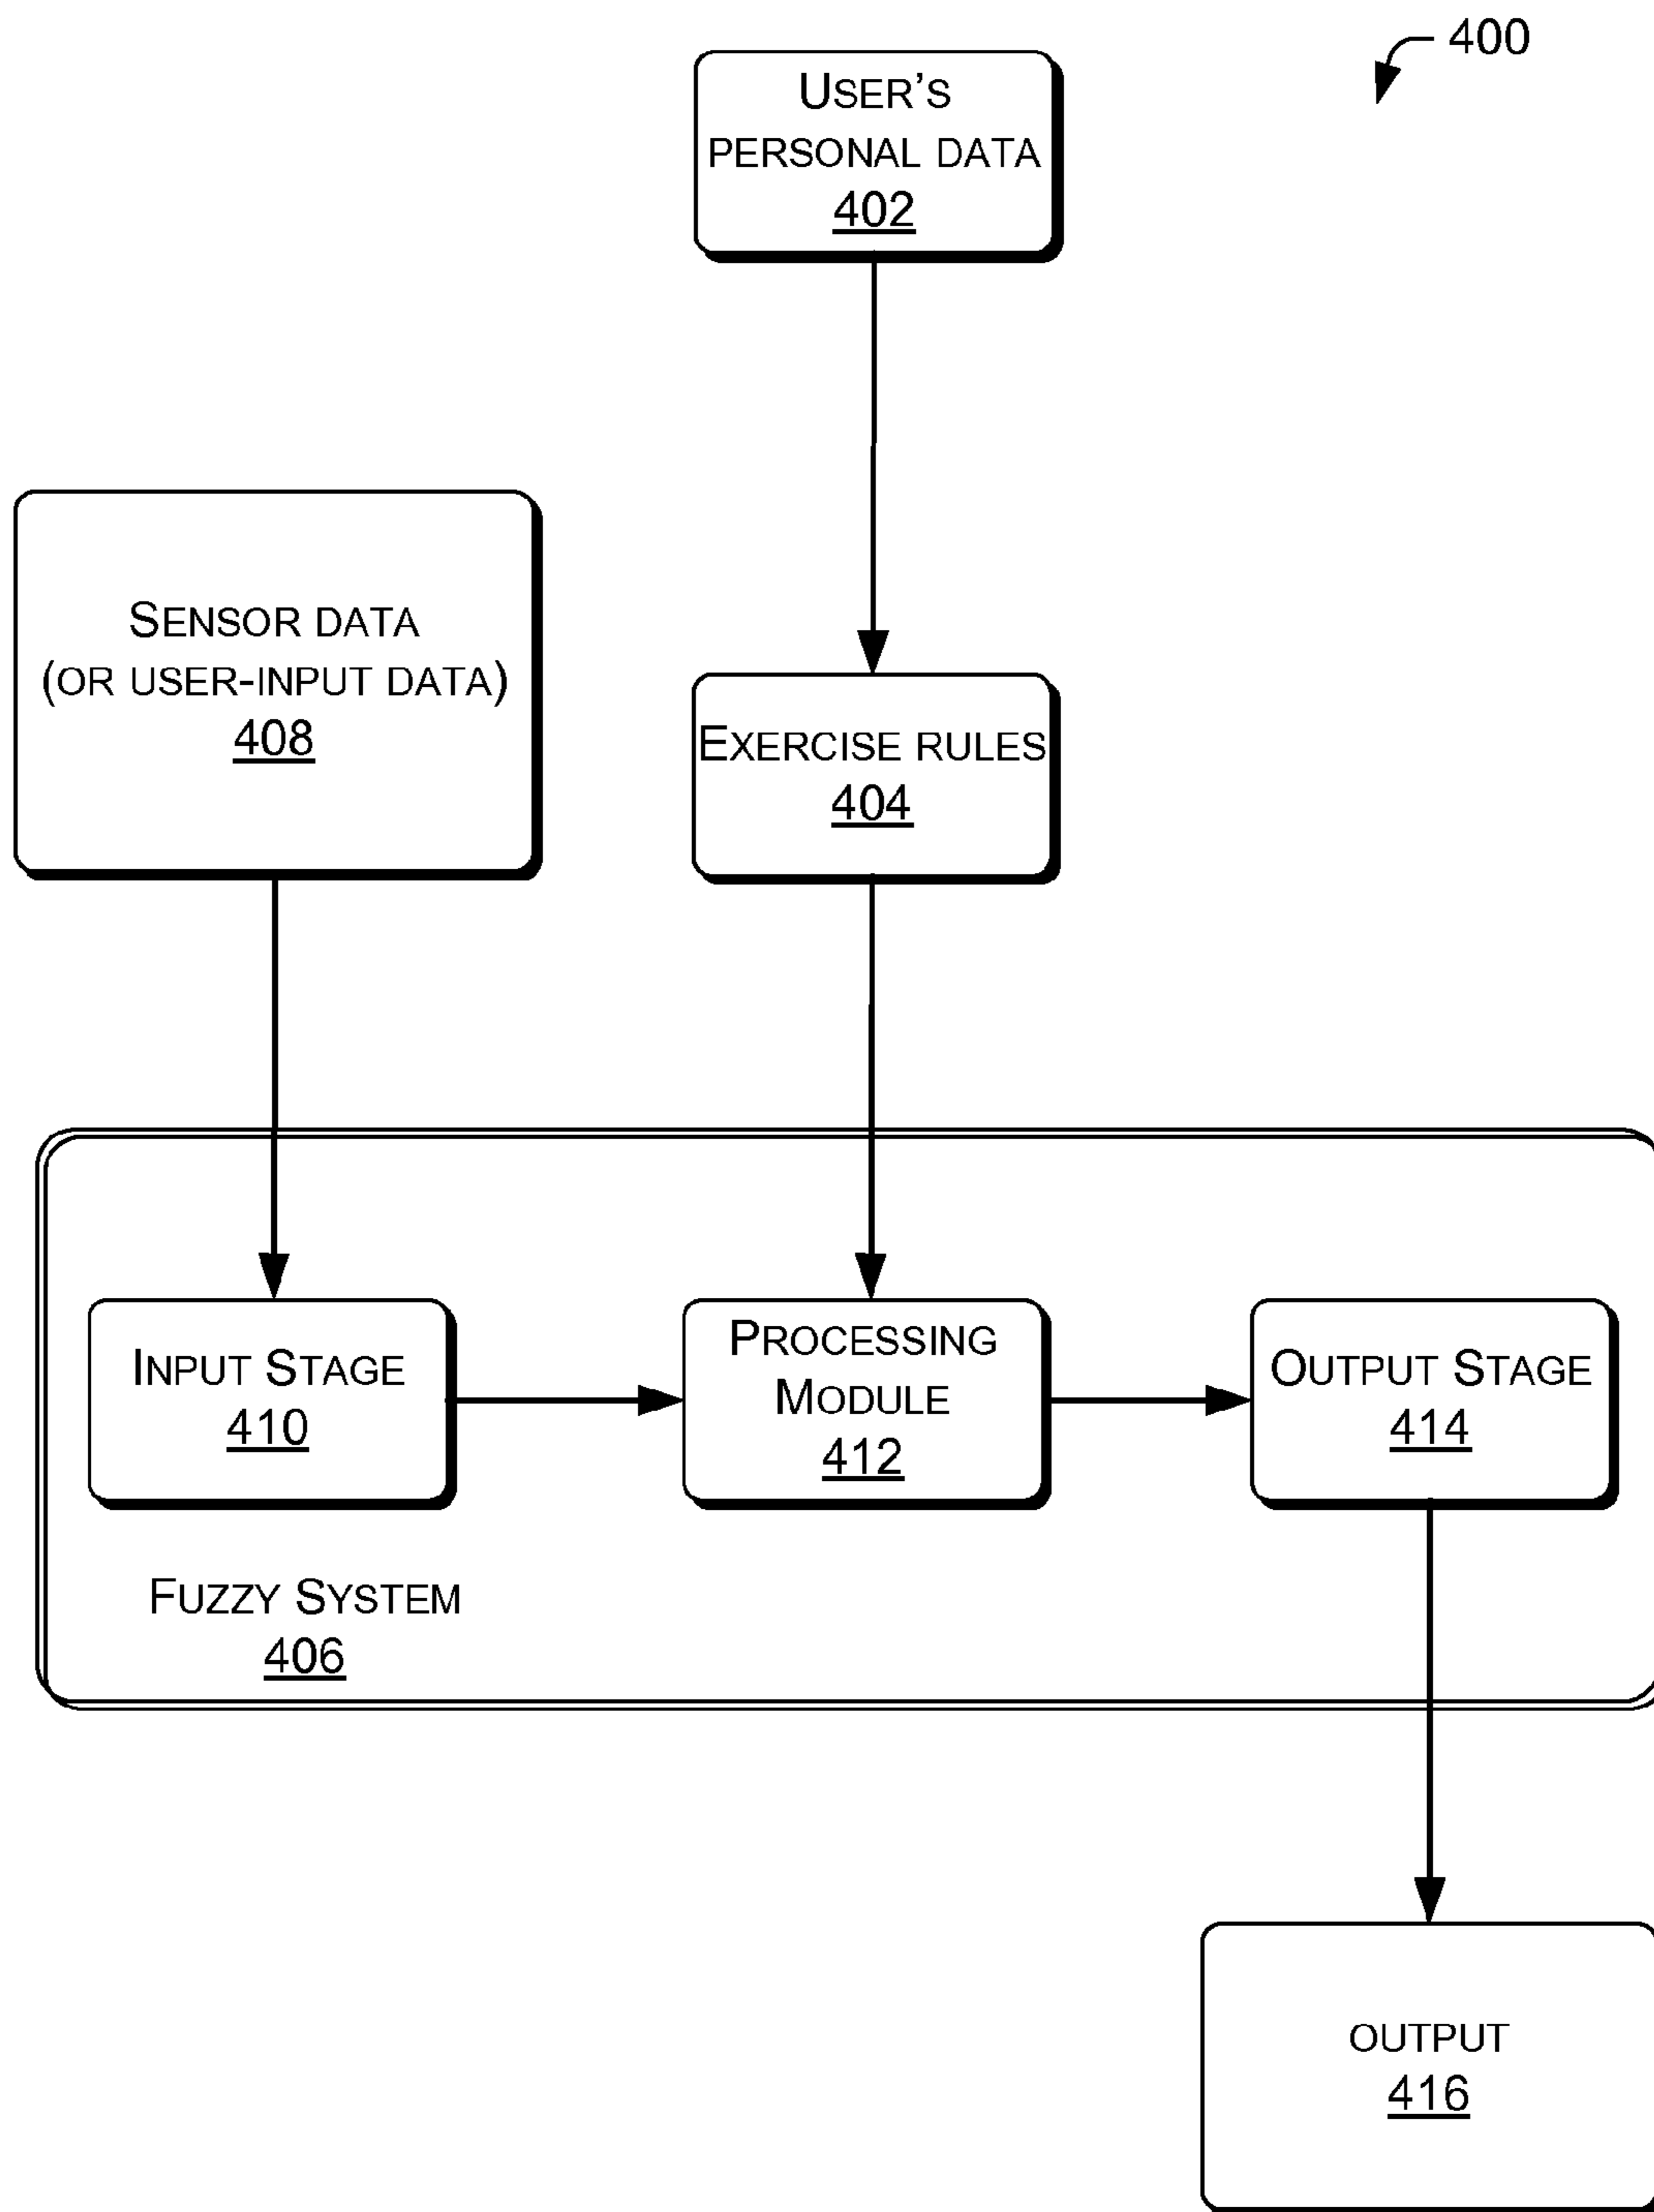 400
USER'S
PERSONAL DATA
402
SENSOR DATA
(OR USER-INPUT DATA)
408
EXERCISE RULES
404
INPUT STAGE
410
PROCESSING
MODULE
412
OUTPUT STAGE
414
FUZZY SYSTEM
406
OUTPUT
416